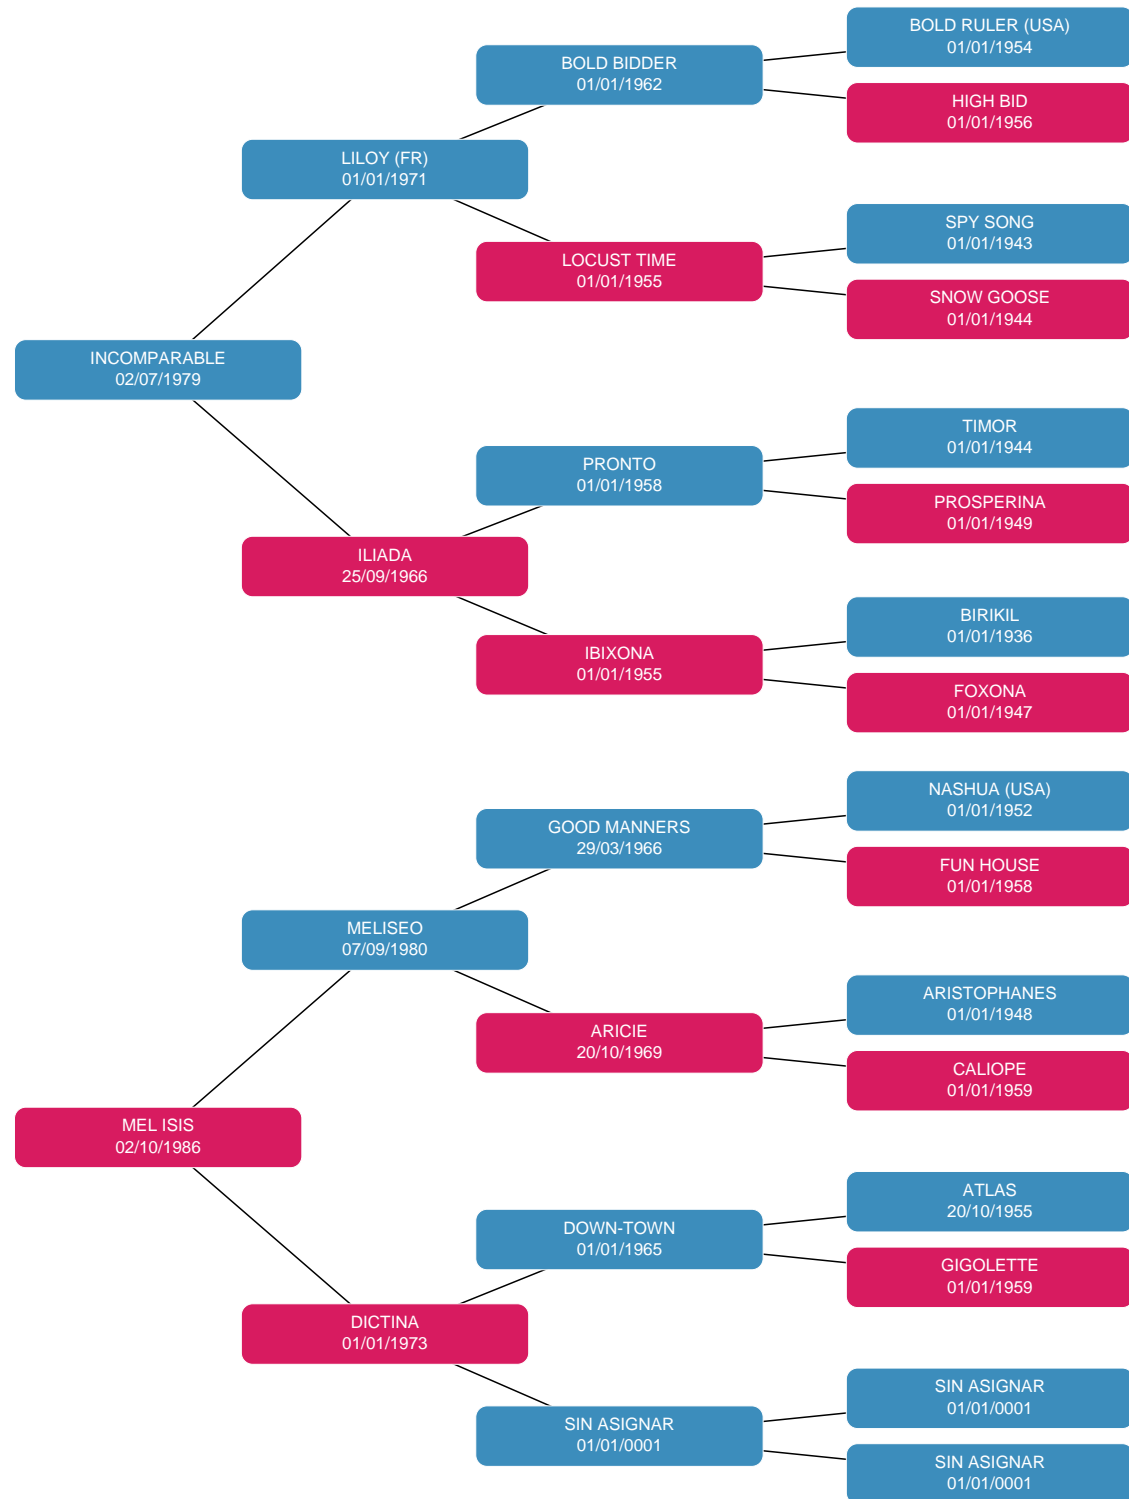 BOLD RULER (USA)
01/01/1954
BOLD BIDDER
01/01/1962
HIGH BID
01/01/1956
LILOY (FR)
01/01/1971
SPY SONG
01/01/1943
LOCUST TIME
01/01/1955
SNOW GOOSE
01/01/1944
INCOMPARABLE
02/07/1979
TIMOR
01/01/1944
PRONTO
01/01/1958
PROSPERINA
01/01/1949
ILIADA
25/09/1966
BIRIKIL
01/01/1936
IBIXONA
01/01/1955
FOXONA
01/01/1947
NASHUA (USA)
01/01/1952
GOOD MANNERS
29/03/1966
FUN HOUSE
01/01/1958
MELISEO
07/09/1980
ARISTOPHANES
01/01/1948
ARICIE
20/10/1969
CALIOPE
01/01/1959
MEL ISIS
02/10/1986
ATLAS
20/10/1955
DOWN-TOWN
01/01/1965
GIGOLETTE
01/01/1959
DICTINA
01/01/1973
SIN ASIGNAR
01/01/0001
SIN ASIGNAR
01/01/0001
SIN ASIGNAR
01/01/0001